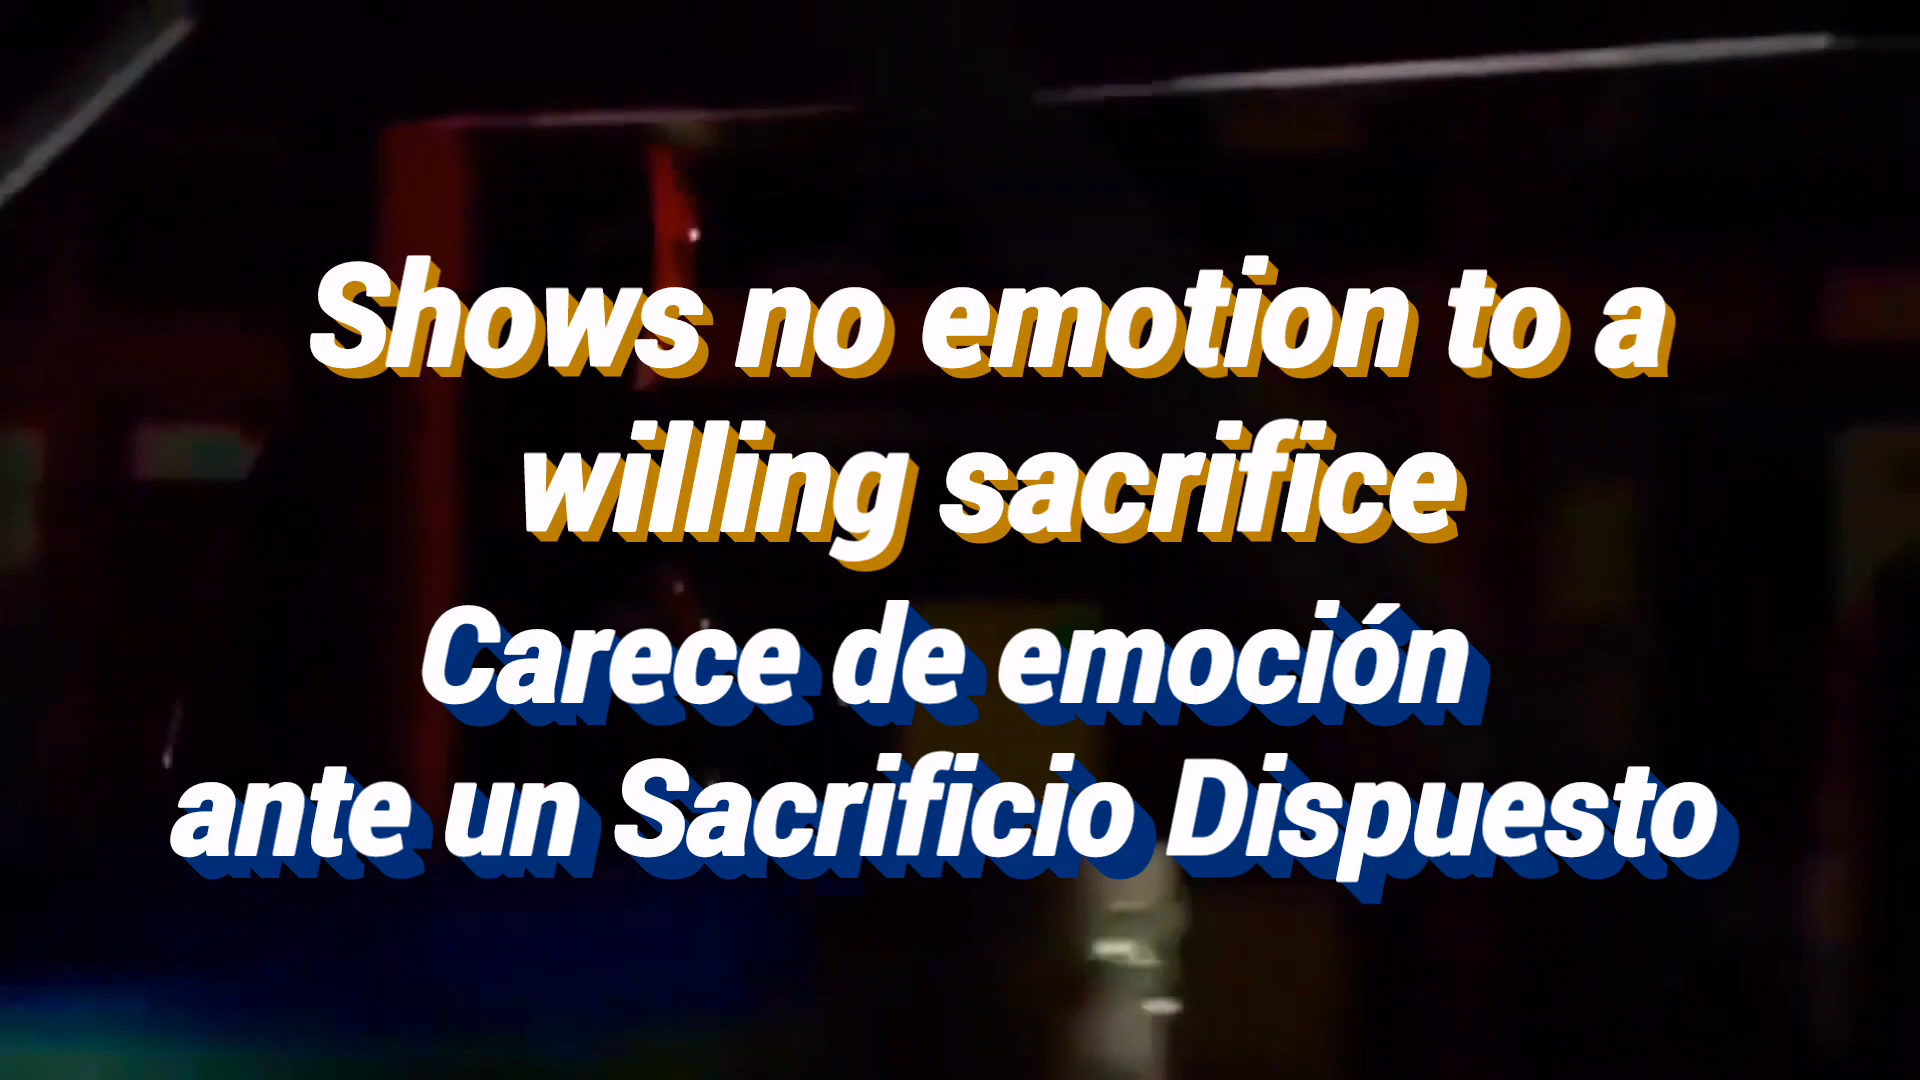 Shows no emotion to a
willing sacrifice
Carece de emoción
ante un Sacrificio Dispuesto